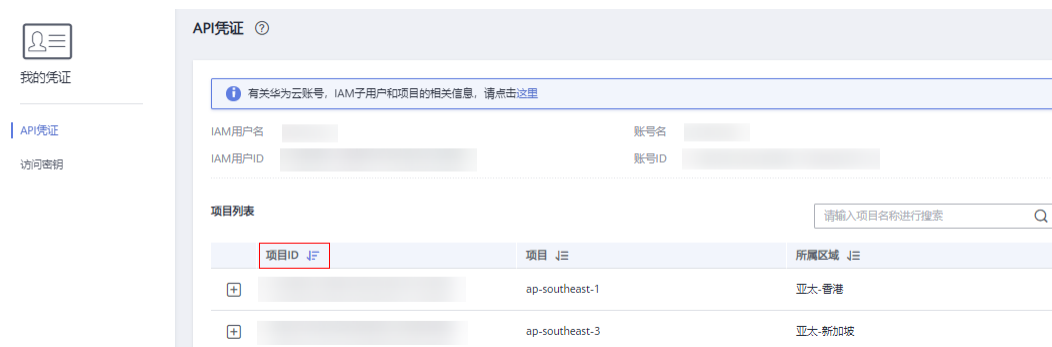 我的凭证
API凭证
访问密钥
API凭证
有关华为云账号，IAM子用户和项目的相关信息，请点击这里
IAM用户名
账号名
IAM用户ID
账号ID
项目列表
请输入项目名称进行搜索
项目ID 项目 所属区域
ap-southeast-1 亚太-香港
ap-southeast-3 亚太-新加坡